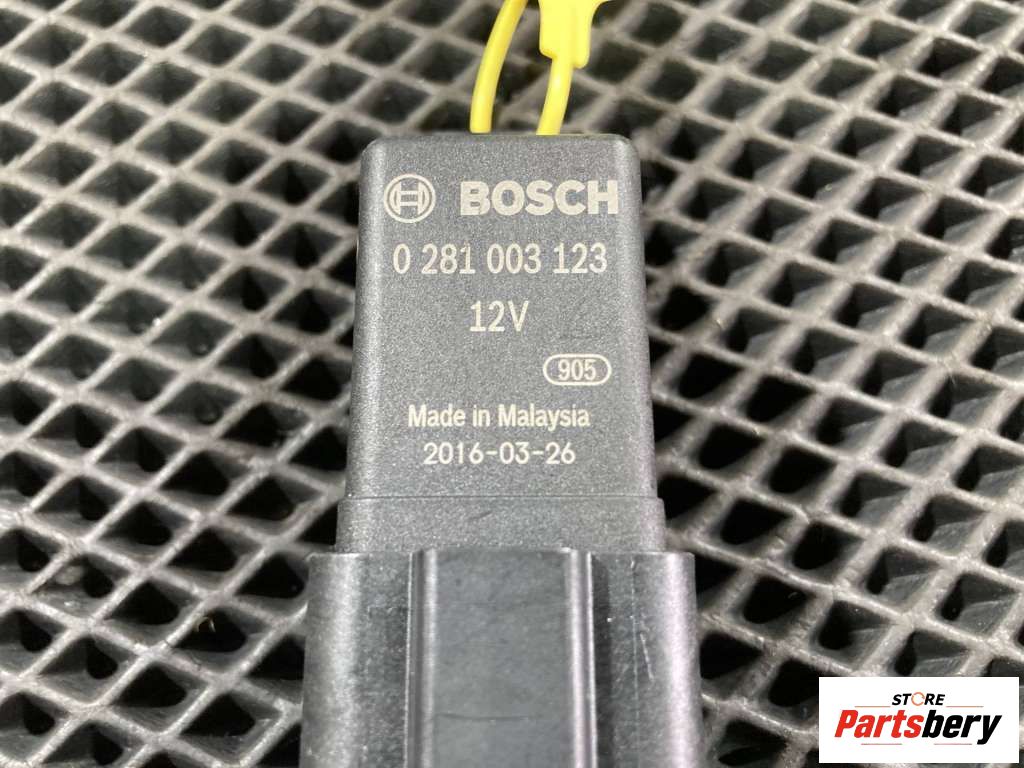 BOSCH
0 281 003 123
12V
905
Made in Malaysia
2016-03-26
STORE
Partsbery